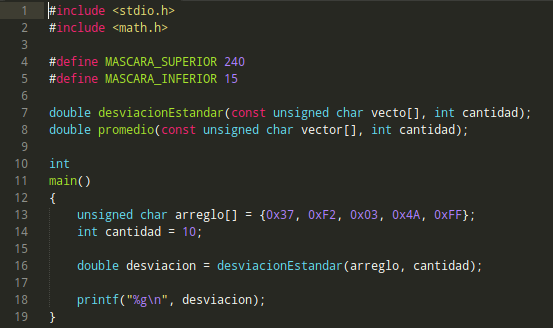 1 #include <stdio.h>
2 #include <math.h>
3
4 #define MASCARA_SUPERIOR 240
5 #define MASCARA_INFERIOR 15
6
7 double desviacionEstandar(const unsigned char vecto[], int cantidad);
8 double promedio(const unsigned char vector[], int cantidad);
9
10 int
11 main()
12 {
13     unsigned char arreglo[] = {0x37, 0xF2, 0x03, 0x4A, 0xFF};
14     int cantidad = 10;
15
16     double desviacion = desviacionEstandar(arreglo, cantidad);
17
18     printf("%g\n", desviacion);
19 }